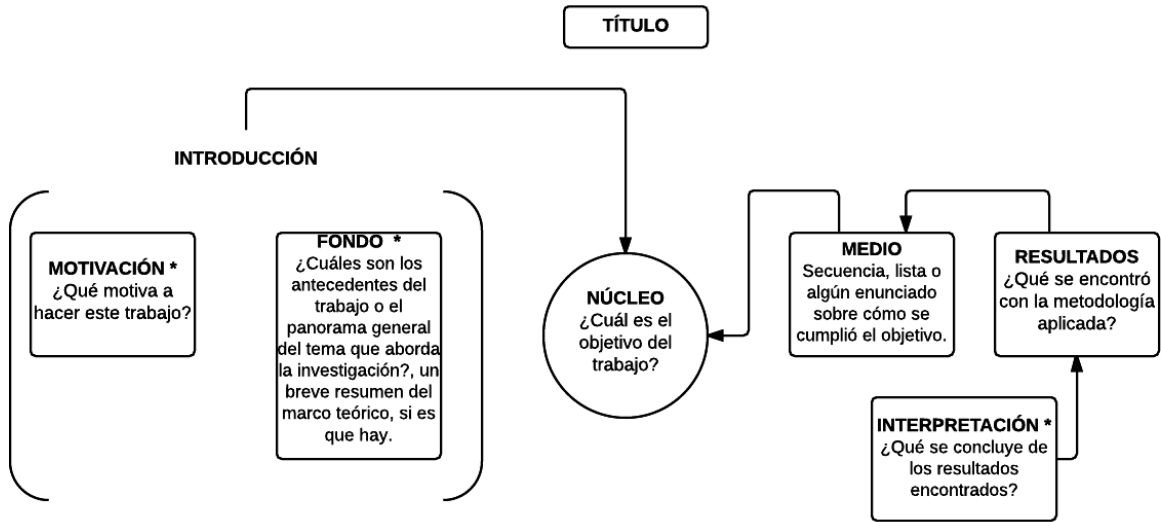 TÍTULO
INTRODUCCIÓN
MOTIVACIÓN *
¿Qué motiva a
hacer este trabajo?
FONDO *
¿Cuáles son los
antecedentes del
trabajo o el
panorama general
del tema que aborda
la investigación?, un
breve resumen del
marco teórico, si es
que hay.
NÚCLEO
¿Cuál es el
objetivo del
trabajo?
MEDIO
Secuencia, lista o
algún enunciado
sobre cómo se
cumplió el objetivo.
RESULTADOS
¿Qué se encontró
con la metodología
aplicada?
INTERPRETACIÓN *
¿Qué se concluye de
los resultados
encontrados?